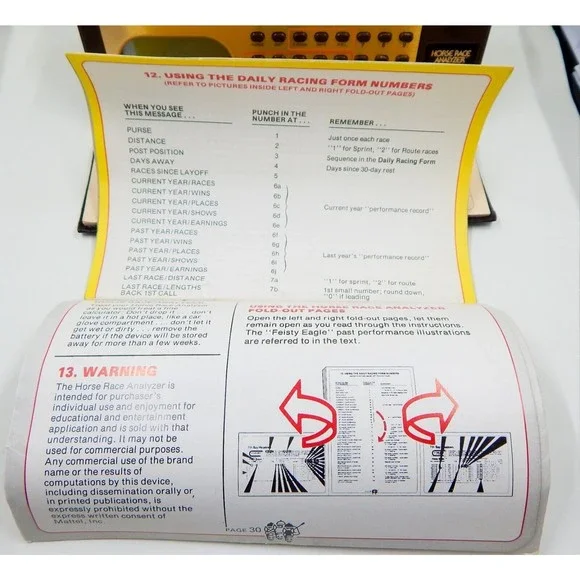 HORSE RACE
ANALYZER
12. USING THE DAILY RACING FORM NUMBERS
(REFER TO PICTURES INSIDE LEFT AND RIGHT FOLD-OUT PAGES)
WHEN YOU SEE THIS MESSAGE . . . PUNCH IN THE NUMBER AT . . . REMEMBER . . .
PURSE 1 Just once each race
DISTANCE 2 "1" for Sprint, "2" for Route races
POST POSITION 3 Sequence in the Daily Racing Form
DAYS AWAY 4 Days since 30-day rest
RACES SINCE LAYOFF 5
CURRENT YEAR/RACES 6a
CURRENT YEAR/WINS 6b
CURRENT YEAR/PLACES 6c Current year "performance record"
CURRENT YEAR/SHOWS 6d
CURRENT YEAR/EARNINGS 6e
PAST YEAR/RACES 6f
PAST YEAR/WINS 6g
PAST YEAR/PLACES 6h Last year's "performance record"
PAST YEAR/SHOWS 6i
PAST YEAR/EARNINGS 6j
LAST RACE/DISTANCE 7a "1" for sprint, "2" for route
LAST RACE/LENGTHS BACK 1ST CALL 7b 1st small number; round down, "0" if leading
calculator. Don't drop it . . . don't
leave it in a hot place, like a car
glove compartment . . . don't let it
get wet or dirty . . . remove the
battery if the device will be stored
away for more than a few weeks.
13. WARNING
The Horse Race Analyzer is
intended for purchaser's
individual use and enjoyment for
educational and entertainment
application and is sold with that
understanding. It may not be
used for commercial purposes.
Any commercial use of the brand
name or the results of
computations by this device,
including dissemination orally or
in printed publications, is
expressly prohibited without the
express written consent of
Mattel, Inc.
USING THE HORSE RACE ANALYZER
FOLD-OUT PAGES
Open the left and right fold-out pages, let them
remain open as you read through the instructions.
The "Feisty Eagle" past performance illustrations
are referred to in the text.
PAGE 30